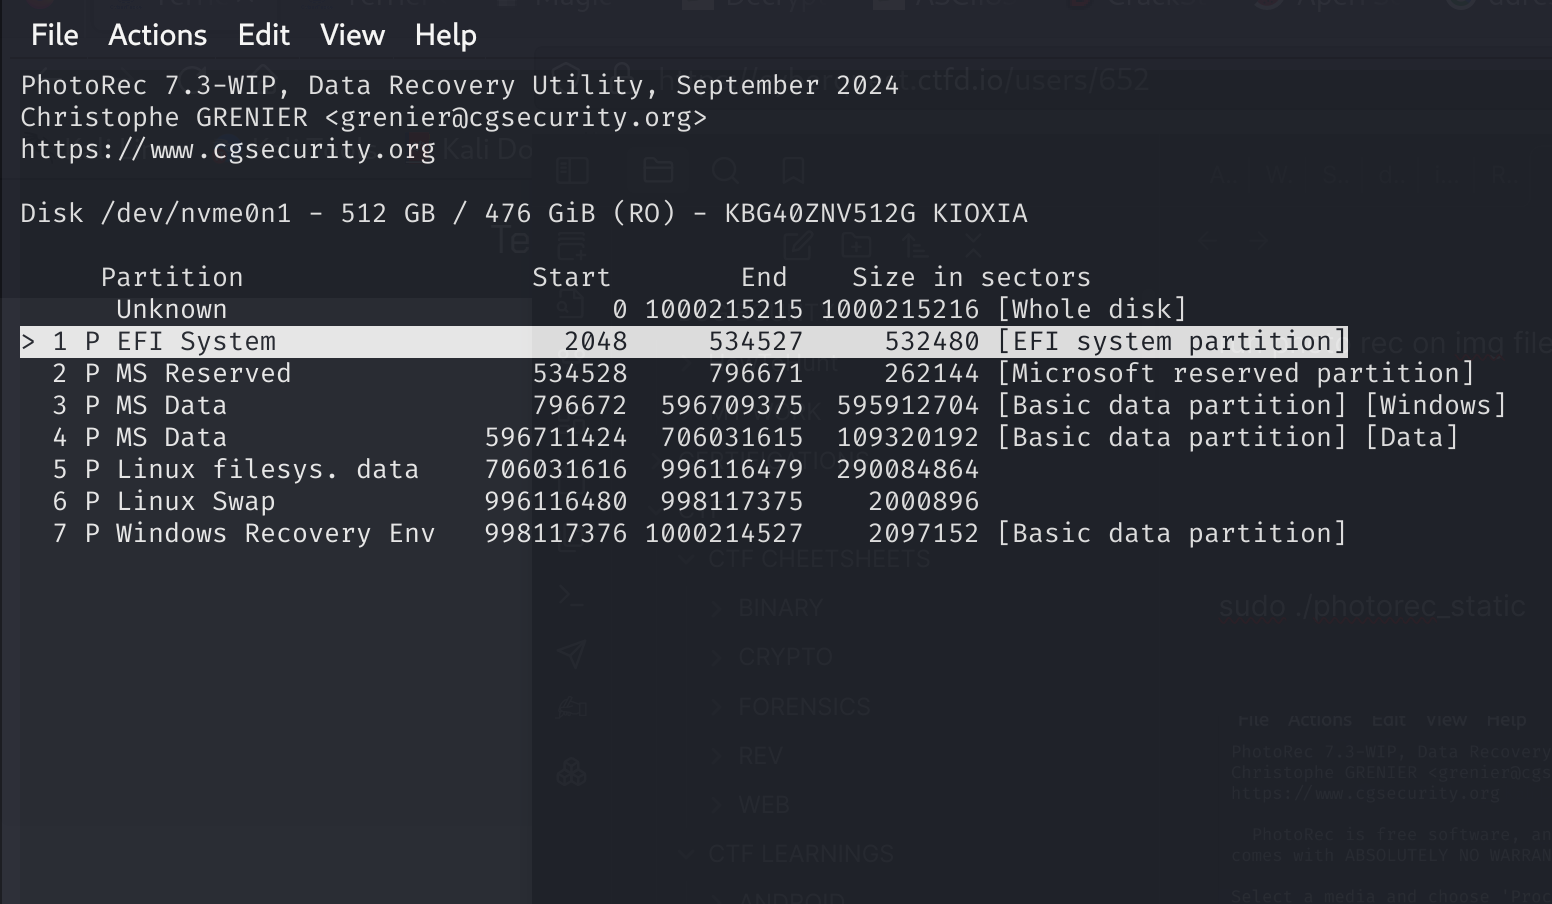 File Actions Edit View Help
PhotoRec 7.3-WIP, Data Recovery Utility, September 2024
Christophe GRENIER <grenier@cgsecurity.org>
https://www.cgsecurity.org
Disk /dev/nvme0n1 - 512 GB / 476 GiB (RO) - KBG40ZNV512G KIOXIA
Partition Start End Size in sectors
Unknown 0 1000215215 1000215216 [Whole disk]
> 1 P EFI System 2048 534527 532480 [EFI system partition]
2 P MS Reserved 534528 796671 262144 [Microsoft reserved partition]
3 P MS Data 796672 596709375 595912704 [Basic data partition] [Windows]
4 P MS Data 596711424 706031615 109320192 [Basic data partition] [Data]
5 P Linux filesys. data 706031616 996116479 290084864
6 P Linux Swap 996116480 998117375 2000896
7 P Windows Recovery Env 998117376 1000214527 2097152 [Basic data partition]
t.ctfd.io/users/652
Kali Do
rec on img file
CTF CHEETSHEETS
BINARY
CRYPTO
FORENSICS
REV
WEB
CTF LEARNINGS
ANDROID
sudo ./photorec_static
File Actions Edit View Help
PhotoRec 7.3-WIP, Data Recovery
Christophe GRENIER <grenier@cgs
https://www.cgsecurity.org
PhotoRec is free software, an
comes with ABSOLUTELY NO WARRAN
Select a media and choose 'Proc